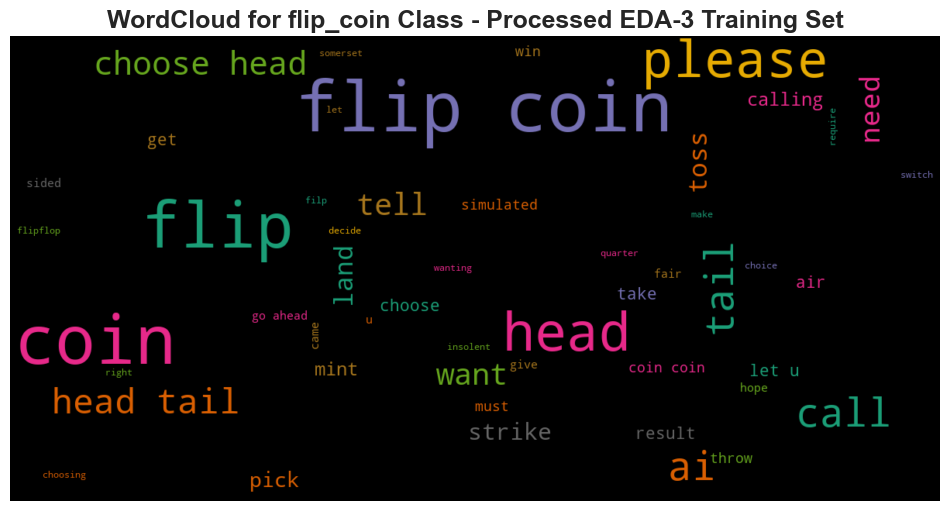 WordCloud for flip_coin Class - Processed EDA-3 Training Set
somerset
win
please
choose head
flip coin
calling
need
let
require
get
toss
sided
switch
filp
tell
simulated
make
flip
flipflop
decide
land
wanting
quarter
tail
choice
fair
air
take
choose
go ahead
u
came
coin
head
insolent
right
mint
want
give
coin coin
let u
hope
head tail
must
call
strike
result
throw
ai
choosing
pick